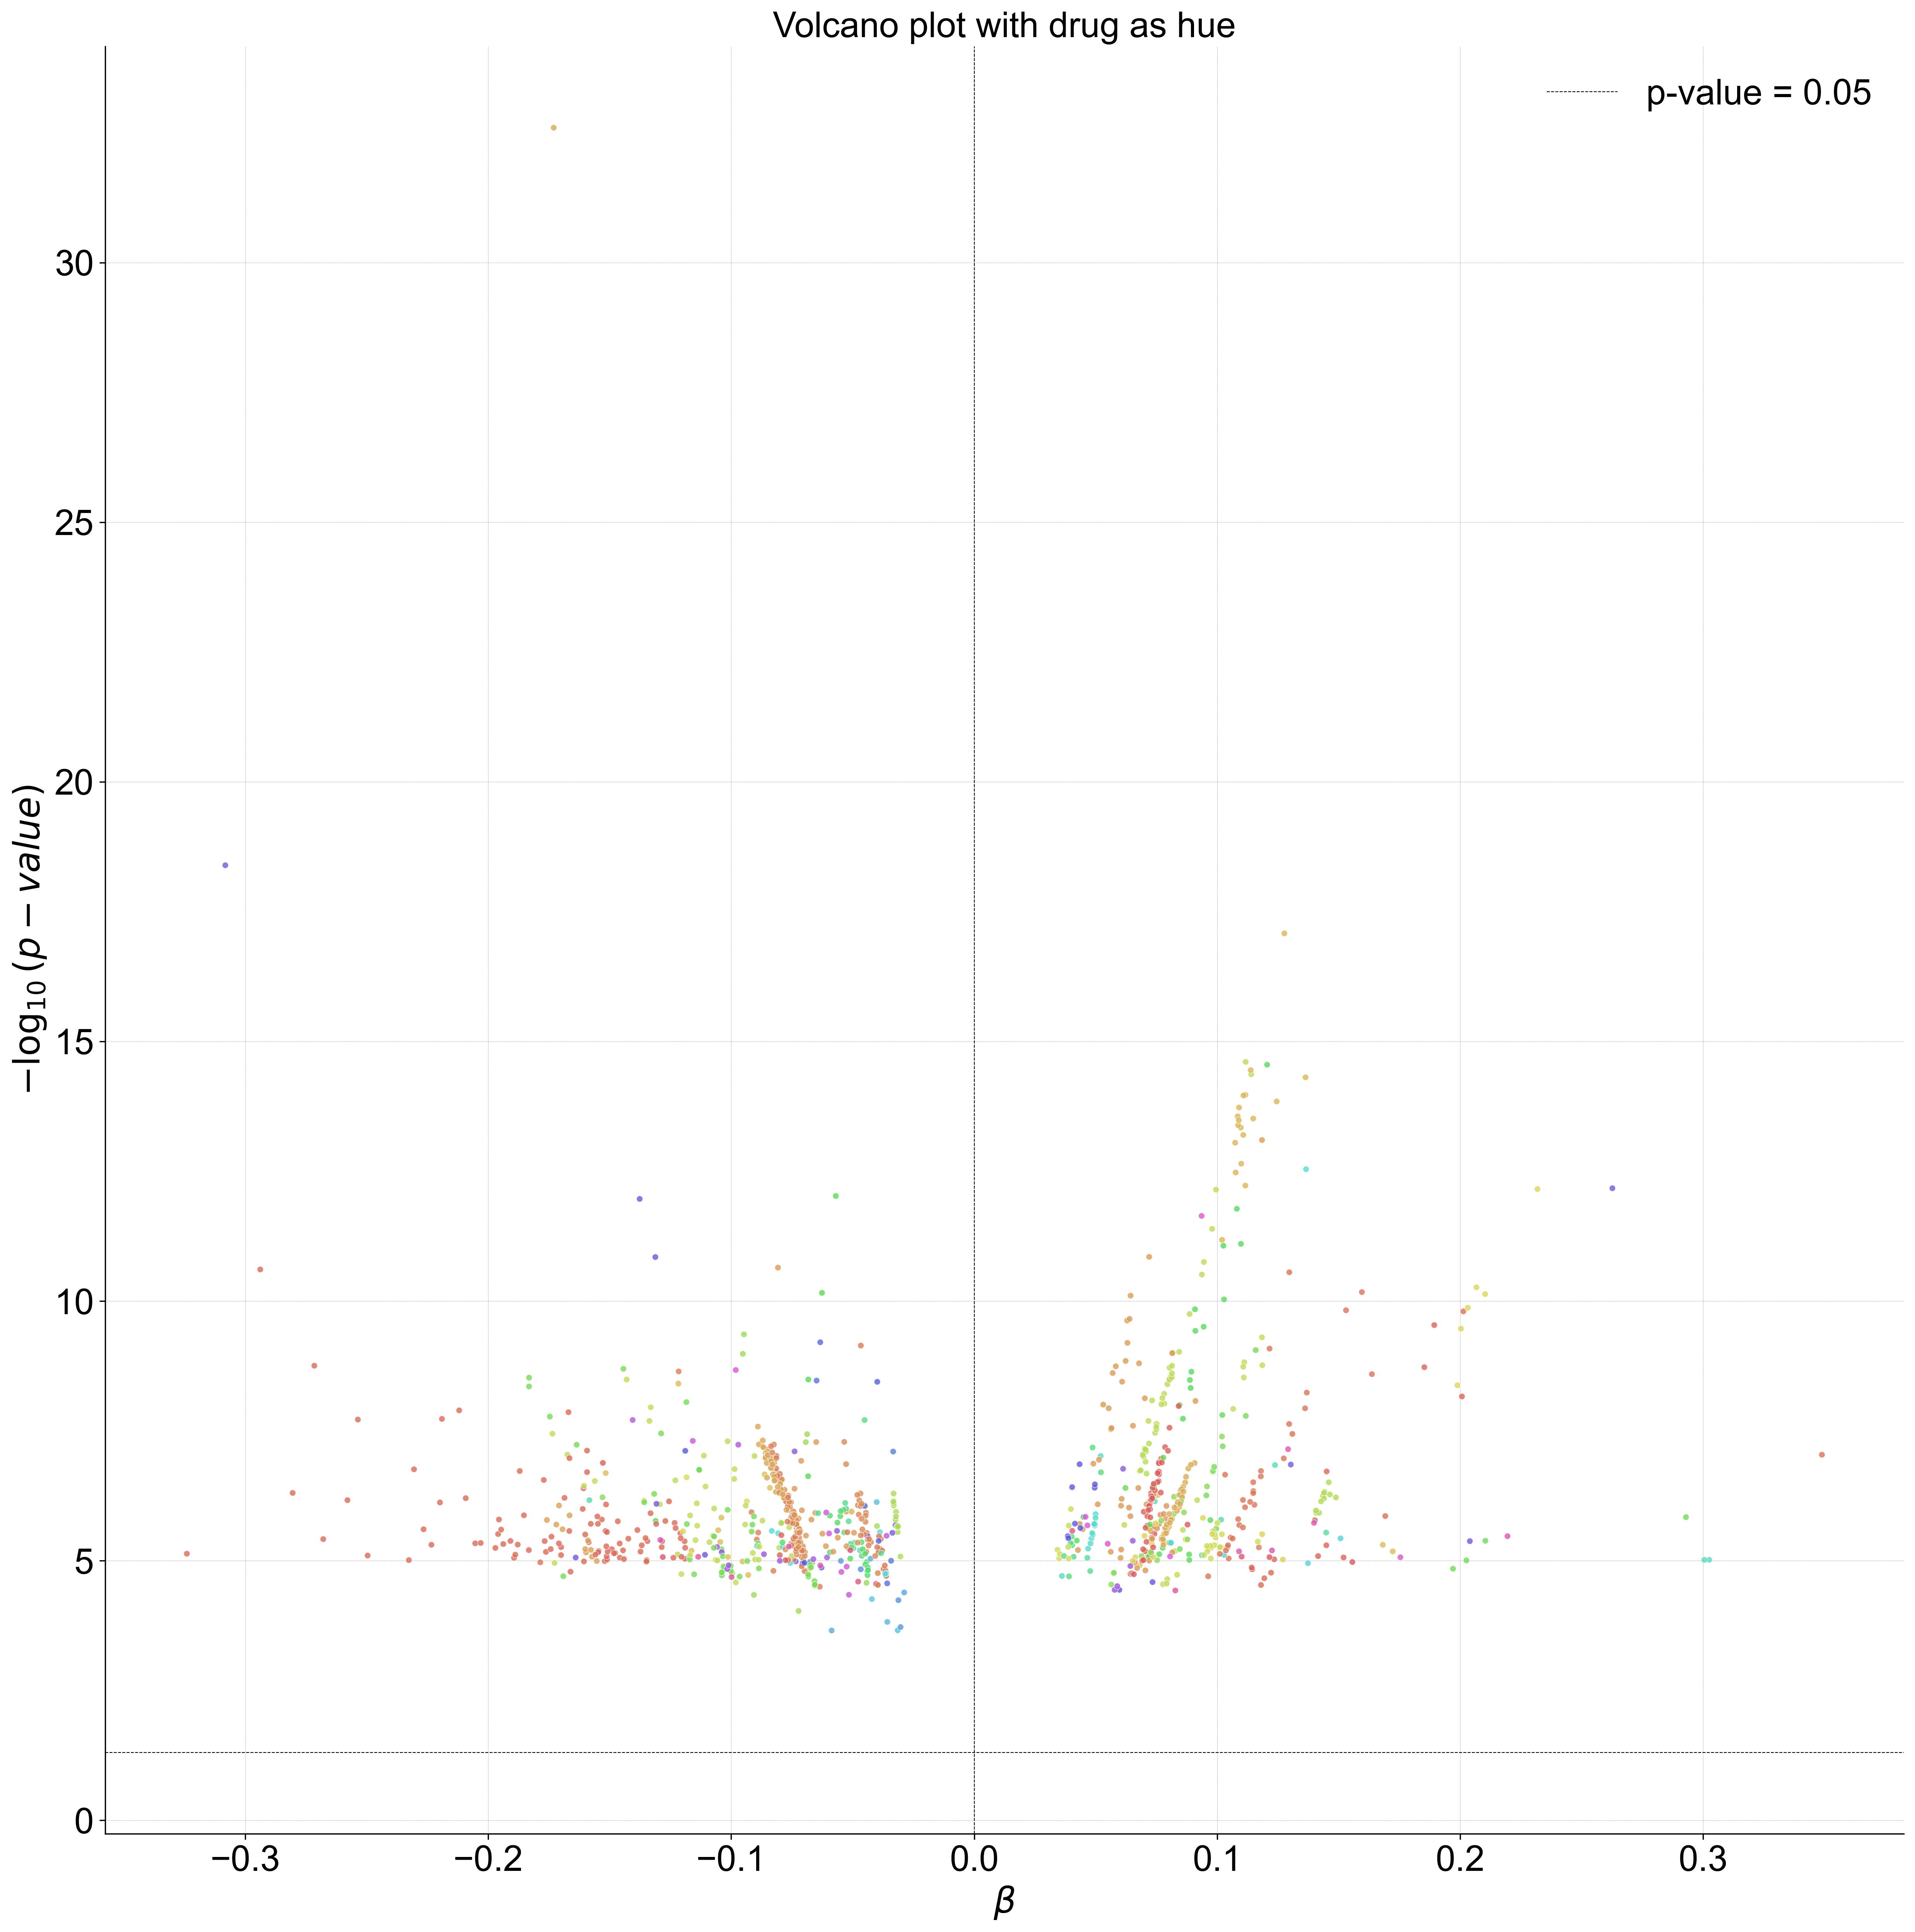 Volcano plot with drug as hue
p-value = 0.05
−log₁₀(p − value)
30
25
20
15
10
5
0
−0.3 −0.2 −0.1 0.0 0.1 0.2 0.3
β